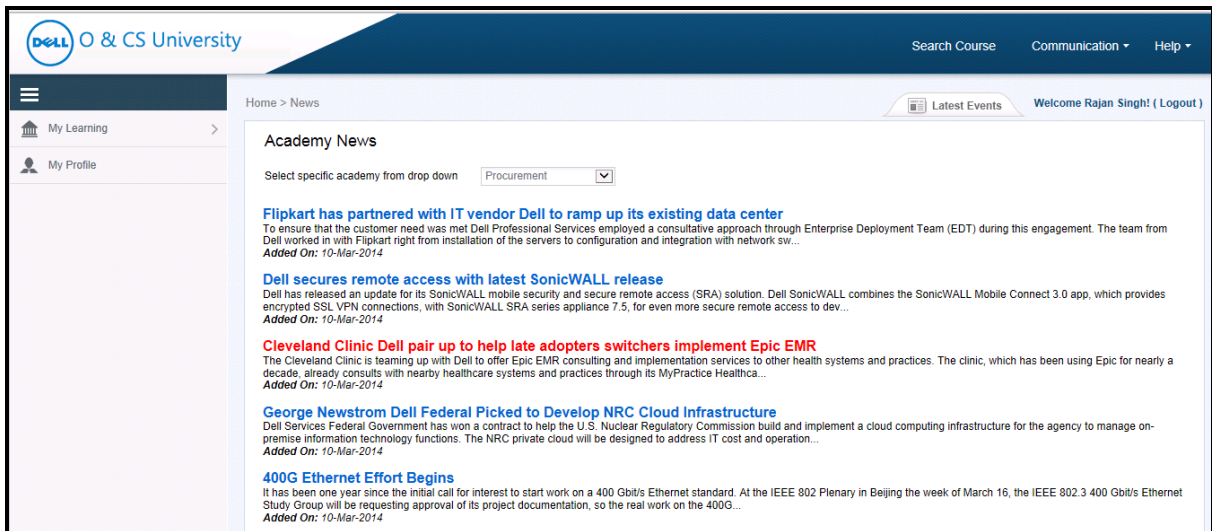 DELL O & CS University
Search Course Communication Help
Home > News
Latest Events
Welcome Rajan Singh! ( Logout )
My Learning
My Profile
Academy News
Select specific academy from drop down Procurement
Flipkart has partnered with IT vendor Dell to ramp up its existing data center
To ensure that the customer need was met Dell Professional Services employed a consultative approach through Enterprise Deployment Team (EDT) during this engagement. The team from
Dell worked in with Flipkart right from installation of the servers to configuration and integration with network sw...
Added On: 10-Mar-2014
Dell secures remote access with latest SonicWALL release
Dell has released an update for its SonicWALL mobile security and secure remote access (SRA) solution. Dell SonicWALL combines the SonicWALL Mobile Connect 3.0 app, which provides
encrypted SSL VPN connections, with SonicWALL SRA series appliance 7.5, for even more secure remote access to dev...
Added On: 10-Mar-2014
Cleveland Clinic Dell pair up to help late adopters switchers implement Epic EMR
The Cleveland Clinic is teaming up with Dell to offer Epic EMR consulting and implementation services to other health systems and practices. The clinic, which has been using Epic for nearly a
decade, already consults with nearby healthcare systems and practices through its MyPractice Healthca...
Added On: 10-Mar-2014
George Newstrom Dell Federal Picked to Develop NRC Cloud Infrastructure
Dell Services Federal Government has won a contract to help the U.S. Nuclear Regulatory Commission build and implement a cloud computing infrastructure for the agency to manage on-
premise information technology functions. The NRC private cloud will be designed to address IT cost and operation...
Added On: 10-Mar-2014
400G Ethernet Effort Begins
It has been one year since the initial call for interest to start work on a 400 Gbit/s Ethernet standard. At the IEEE 802 Plenary in Beijing the week of March 16, the IEEE 802.3 400 Gbit/s Ethernet
Study Group will be requesting approval of its project documentation, so the real work on the 400G...
Added On: 10-Mar-2014